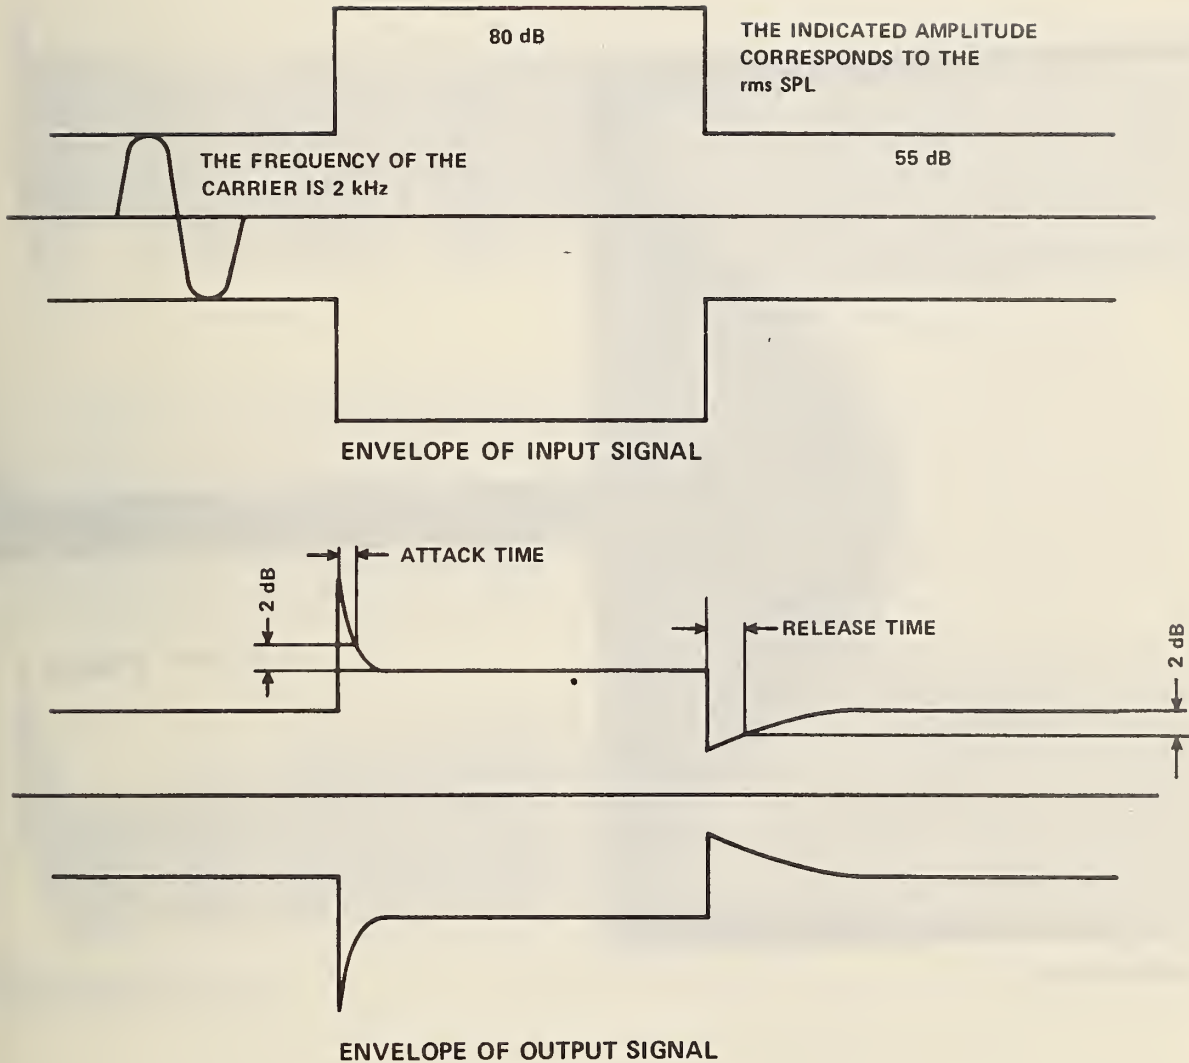 80 dB
THE INDICATED AMPLITUDE
CORRESPONDS TO THE
rms SPL
THE FREQUENCY OF THE
CARRIER IS 2 kHz
55 dB
ENVELOPE OF INPUT SIGNAL
ATTACK TIME
2 dB
RELEASE TIME
2 dB
ENVELOPE OF OUTPUT SIGNAL